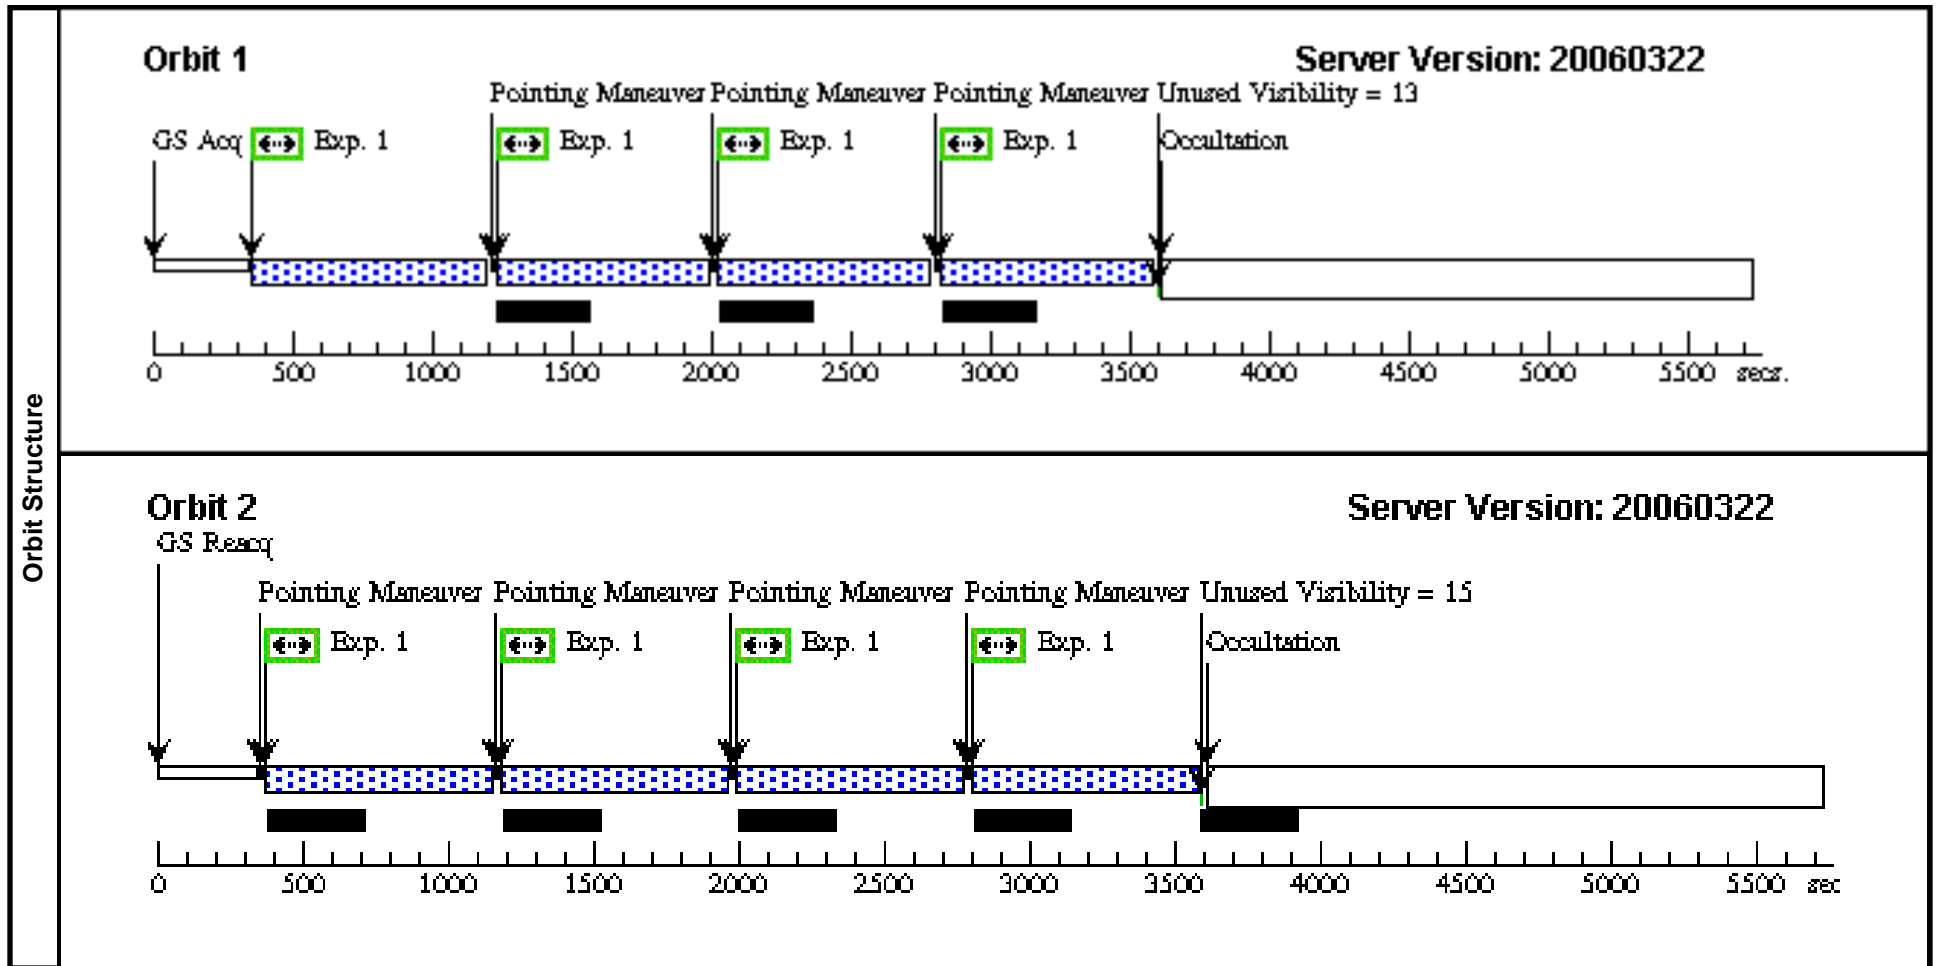 Orbit Structure
Orbit 1 Server Version: 20060322
Pointing Maneuver Pointing Maneuver Pointing Maneuver Unused Visibility = 13
GS Acq Exp. 1 Exp. 1 Exp. 1 Exp. 1 Occultation
0 500 1000 1500 2000 2500 3000 3500 4000 4500 5000 5500 secs.
Orbit 2 Server Version: 20060322
GS Reacq
Pointing Maneuver Pointing Maneuver Pointing Maneuver Pointing Maneuver Unused Visibility = 15
Exp. 1 Exp. 1 Exp. 1 Exp. 1 Occultation
0 500 1000 1500 2000 2500 3000 3500 4000 4500 5000 5500 sec